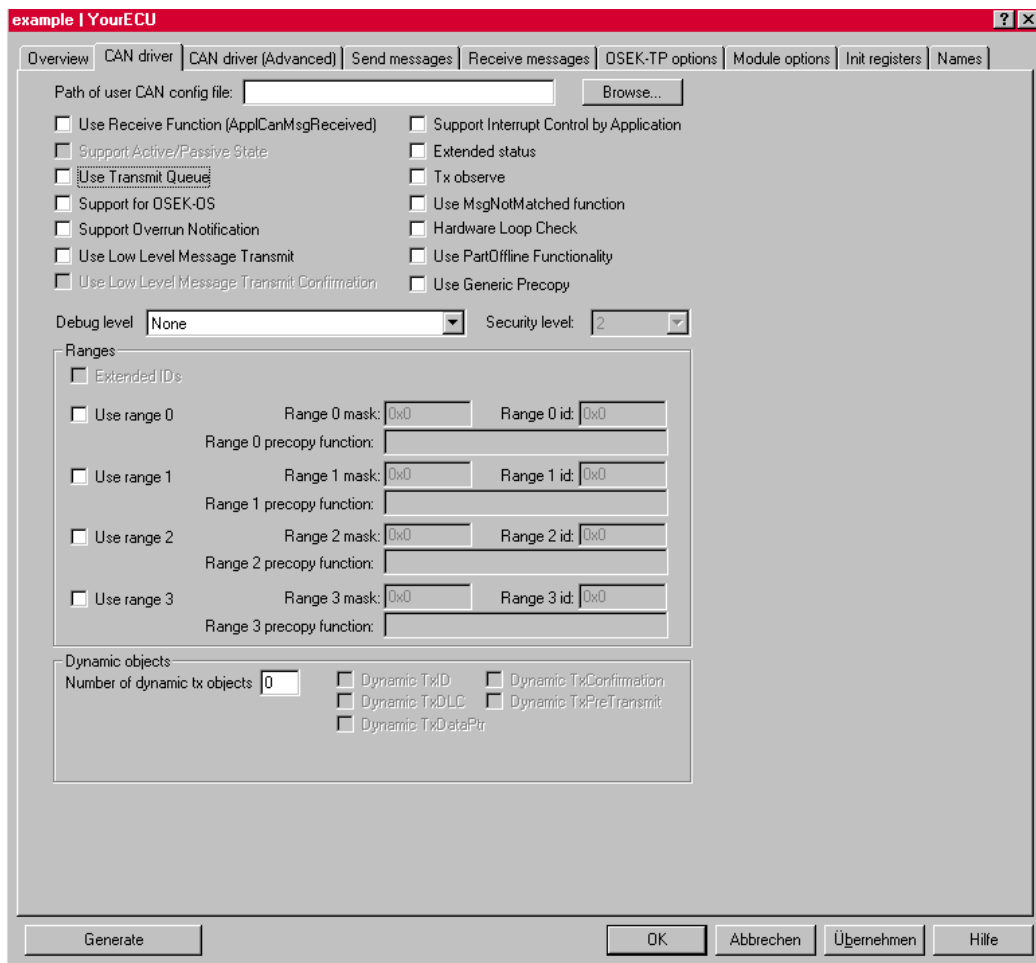 example | YourECU
Overview CAN driver CAN driver (Advanced) Send messages Receive messages OSEK-TP options Module options Init registers Names
Path of user CAN config file: Browse...
Use Receive Function (ApplCanMsgReceived) Support Interrupt Control by Application
Support Active/Passive State Extended status
Use Transmit Queue Tx observe
Support for OSEK-OS Use MsgNotMatched function
Support Overrun Notification Hardware Loop Check
Use Low Level Message Transmit Use PartOffline Functionality
Use Low Level Message Transmit Confirmation Use Generic Precopy
Debug level None Security level: 2
Ranges
Extended IDs
Use range 0 Range 0 mask: 0x0 Range 0 id: 0x0
Range 0 precopy function:
Use range 1 Range 1 mask: 0x0 Range 1 id: 0x0
Range 1 precopy function:
Use range 2 Range 2 mask: 0x0 Range 2 id: 0x0
Range 2 precopy function:
Use range 3 Range 3 mask: 0x0 Range 3 id: 0x0
Range 3 precopy function:
Dynamic objects
Number of dynamic tx objects 0 Dynamic TxID Dynamic TxConfirmation
Dynamic TxDLC Dynamic TxPreTransmit
Dynamic TxDataPtr
Generate OK Abbrechen Übernehmen Hilfe